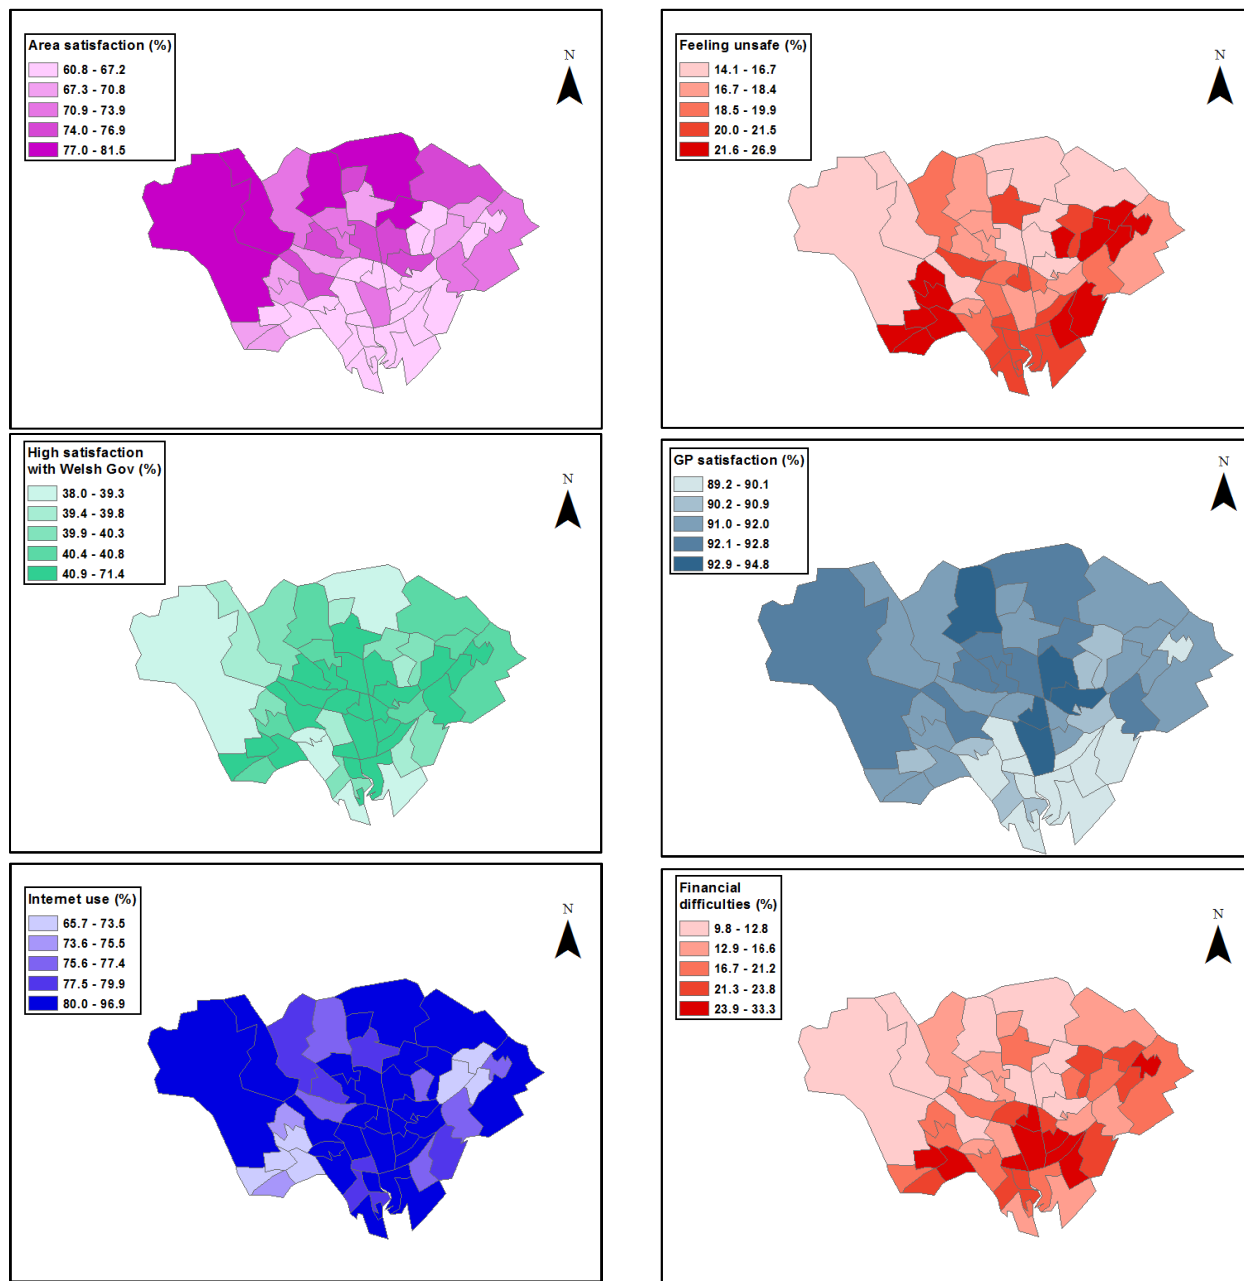 Area satisfaction (%)
60.8 - 67.2
67.3 - 70.8
70.9 - 73.9
74.0 - 76.9
77.0 - 81.5
N
Feeling unsafe (%)
14.1 - 16.7
16.7 - 18.4
18.5 - 19.9
20.0 - 21.5
21.6 - 26.9
N
High satisfaction
with Welsh Gov (%)
38.0 - 39.3
39.4 - 39.8
39.9 - 40.3
40.4 - 40.8
40.9 - 71.4
N
GP satisfaction (%)
89.2 - 90.1
90.2 - 90.9
91.0 - 92.0
92.1 - 92.8
92.9 - 94.8
N
Internet use (%)
65.7 - 73.5
73.6 - 75.5
75.6 - 77.4
77.5 - 79.9
80.0 - 96.9
N
Financial
difficulties (%)
9.8 - 12.8
12.9 - 16.6
16.7 - 21.2
21.3 - 23.8
23.9 - 33.3
N